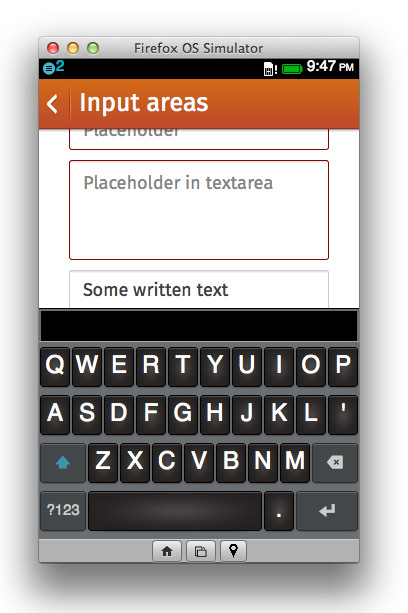 Firefox OS Simulator
2 ! 9:47 PM
Input areas
Placeholder
Placeholder in textarea
Some written text
Q W E R T Y U I O P
A S D F G H J K L '
Z X C V B N M
?123 .